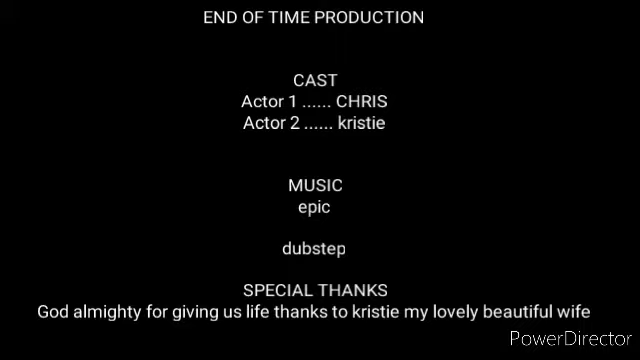 END OF TIME PRODUCTION
CAST
Actor 1 ...... CHRIS
Actor 2 ...... kristie
MUSIC
epic
dubstep
SPECIAL THANKS
God almighty for giving us life thanks to kristie my lovely beautiful wife
PowerDirector